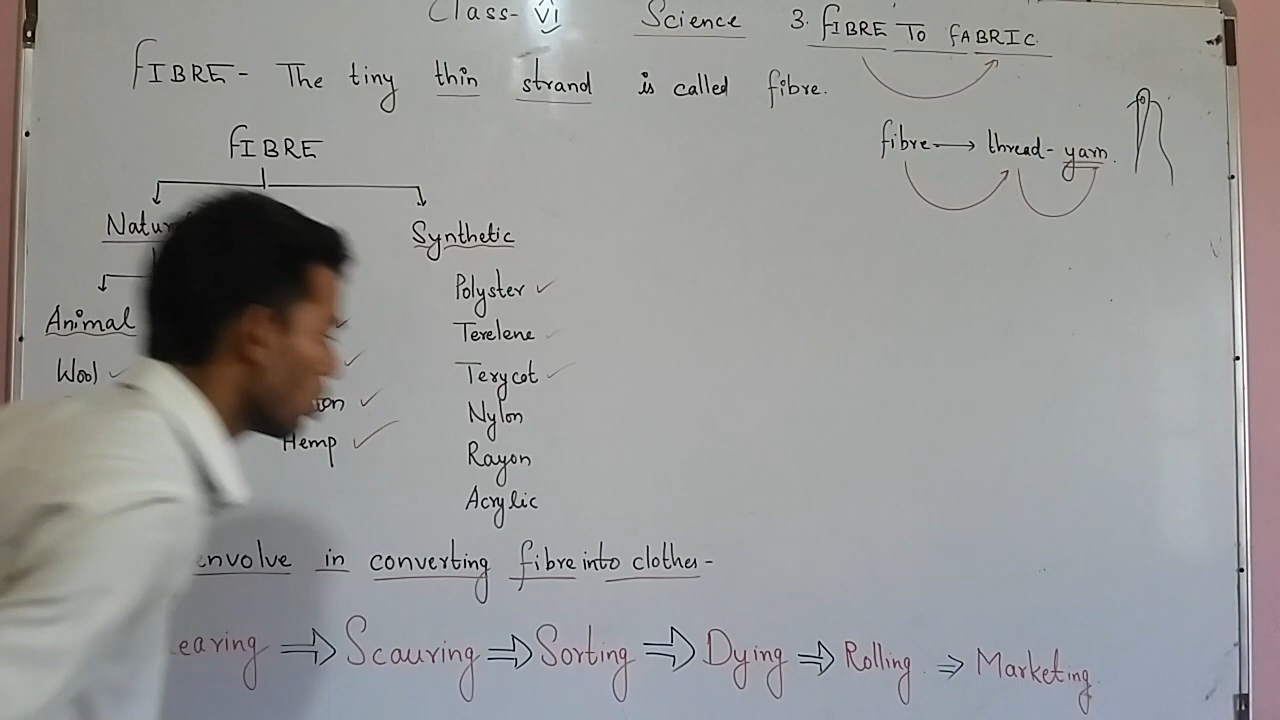 Class- VI Science 3. FIBRE TO FABRIC
FIBRE - The tiny thin strand is called fibre.
fibre → thread - yarn.
FIBRE
Synthetic
Animal
Wool ✓
Polyster ✓
Terelene ✓
Terycot ✓
Nylon
Rayon
Acrylic
Hemp ✓
envolve in converting fibre into clothes -
earing ⇒ Scauring ⇒ Sorting ⇒ Dying ⇒ Rolling ⇒ Marketing